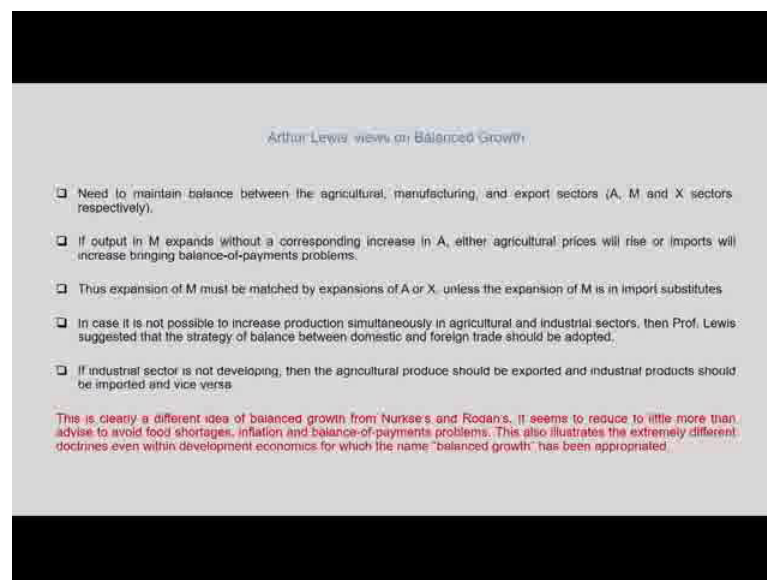 Arthur Lewis' views on Balanced Growth
❑ Need to maintain balance between the agricultural, manufacturing, and export sectors (A, M and X sectors
respectively).
❑ If output in M expands without a corresponding increase in A, either agricultural prices will rise or imports will
increase bringing balance-of-payments problems.
❑ Thus expansion of M must be matched by expansions of A or X, unless the expansion of M is in import substitutes
❑ In case it is not possible to increase production simultaneously in agricultural and industrial sectors, then Prof. Lewis
suggested that the strategy of balance between domestic and foreign trade should be adopted.
❑ If industrial sector is not developing, then the agricultural produce should be exported and industrial products should
be imported and vice versa
This is clearly a different idea of balanced growth from Nurkse's and Rodan's. It seems to reduce to little more than
advise to avoid food shortages, inflation and balance-of-payments problems. This also illustrates the extremely different
doctrines even within development economics for which the name "balanced growth" has been appropriated